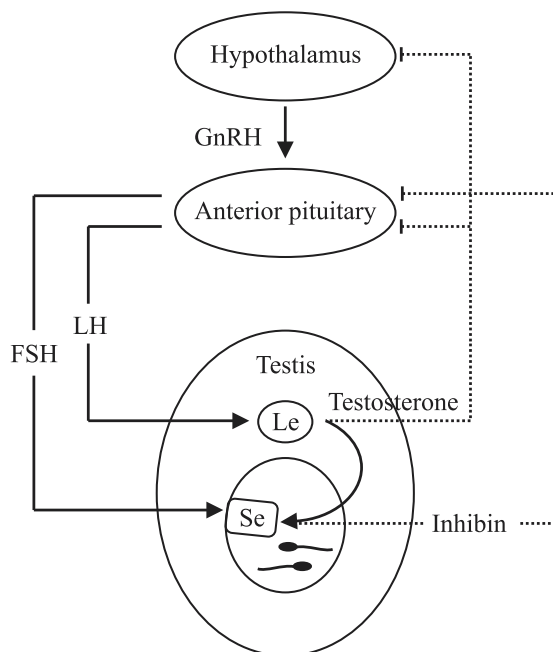 Hypothalamus
GnRH
Anterior pituitary
LH
FSH
Testis
Testosterone
Le
Se
Inhibin